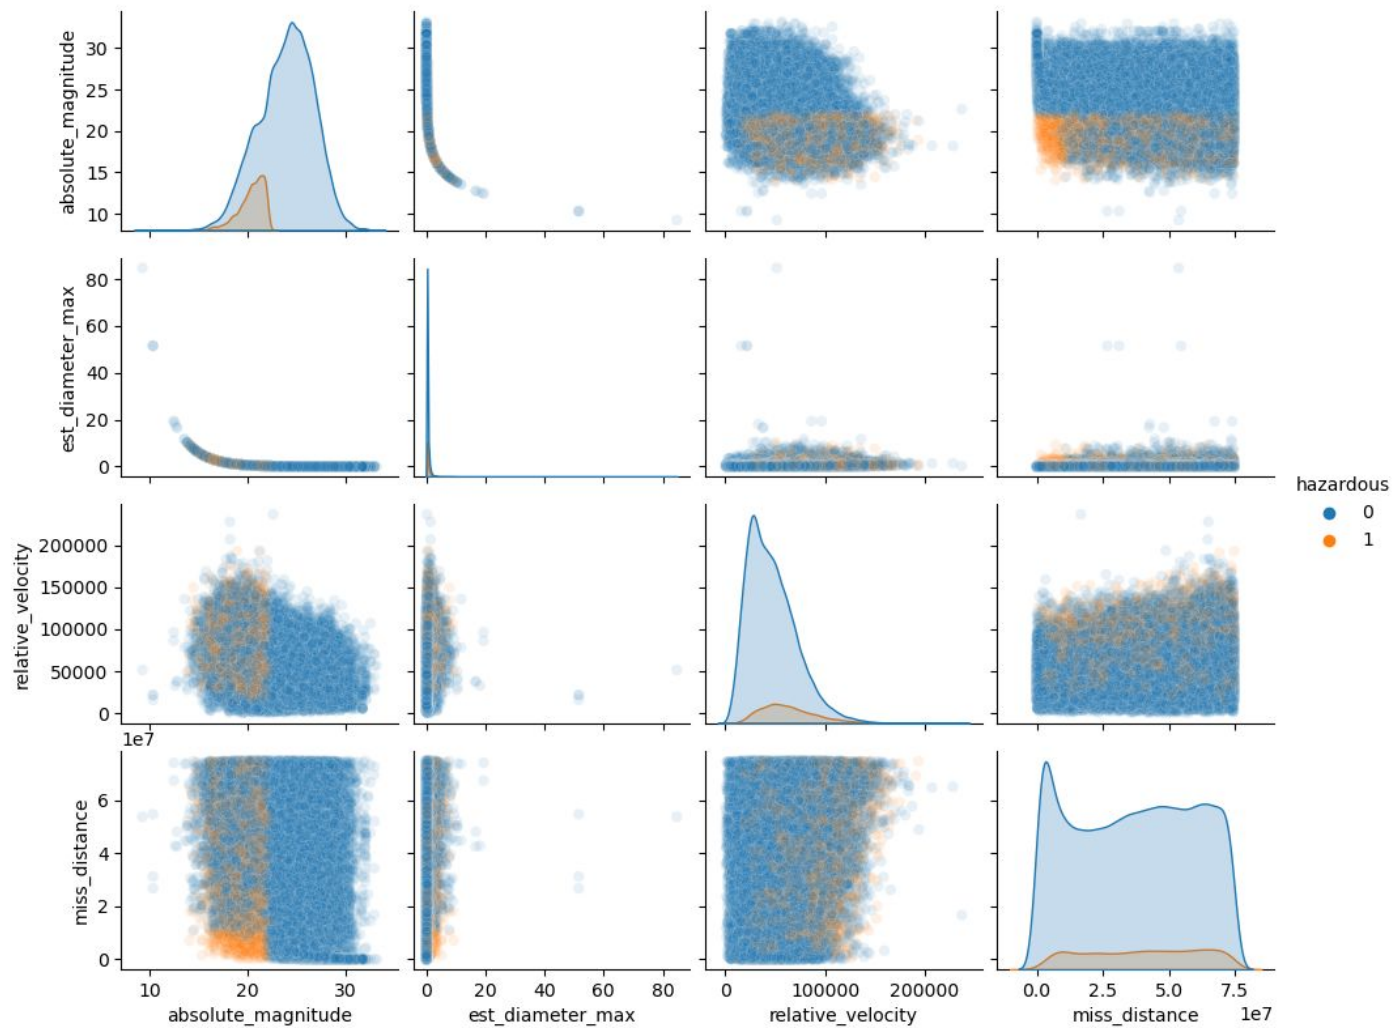 absolute_magnitude
30
25
20
15
10
est_diameter_max
80
60
40
20
0
hazardous
0
1
relative_velocity
200000
150000
100000
50000
0
1e7
miss_distance
6
4
2
0
10 20 30
0 20 40 60 80
0 100000 200000
0.0 2.5 5.0 7.5
1e7
absolute_magnitude est_diameter_max relative_velocity miss_distance